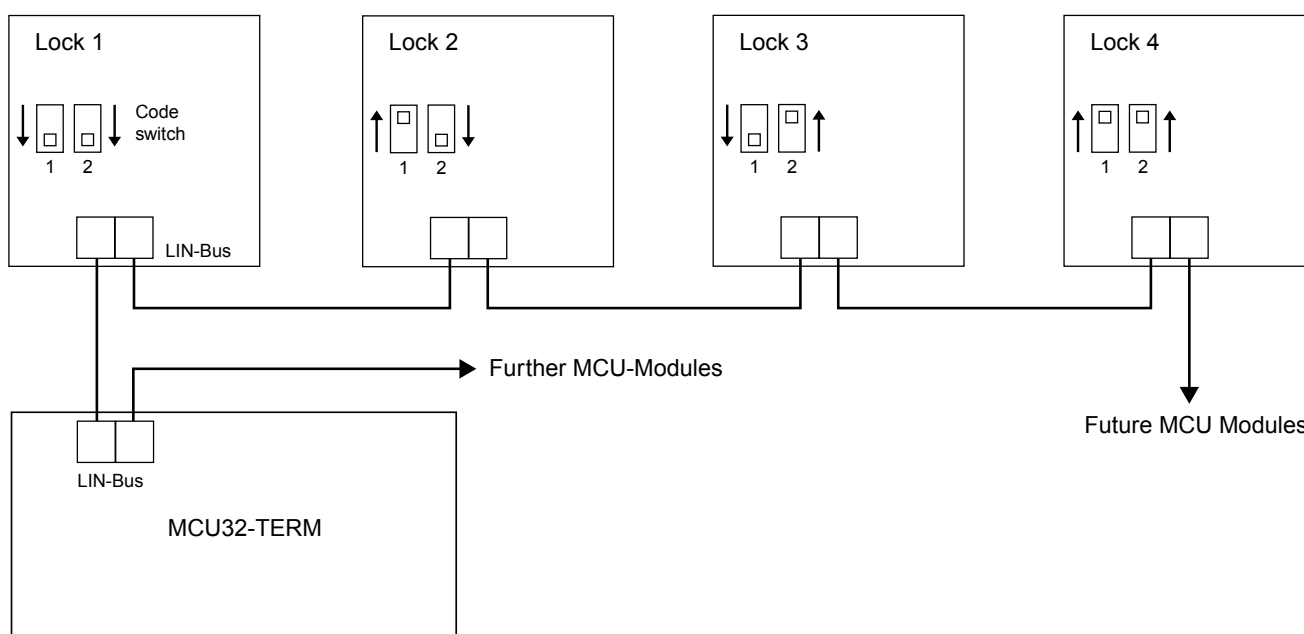 Lock 1
Lock 2
Lock 3
Lock 4
Code
switch
1 2
1 2
1 2
1 2
LIN-Bus
Further MCU-Modules
Future MCU Modules
LIN-Bus
MCU32-TERM